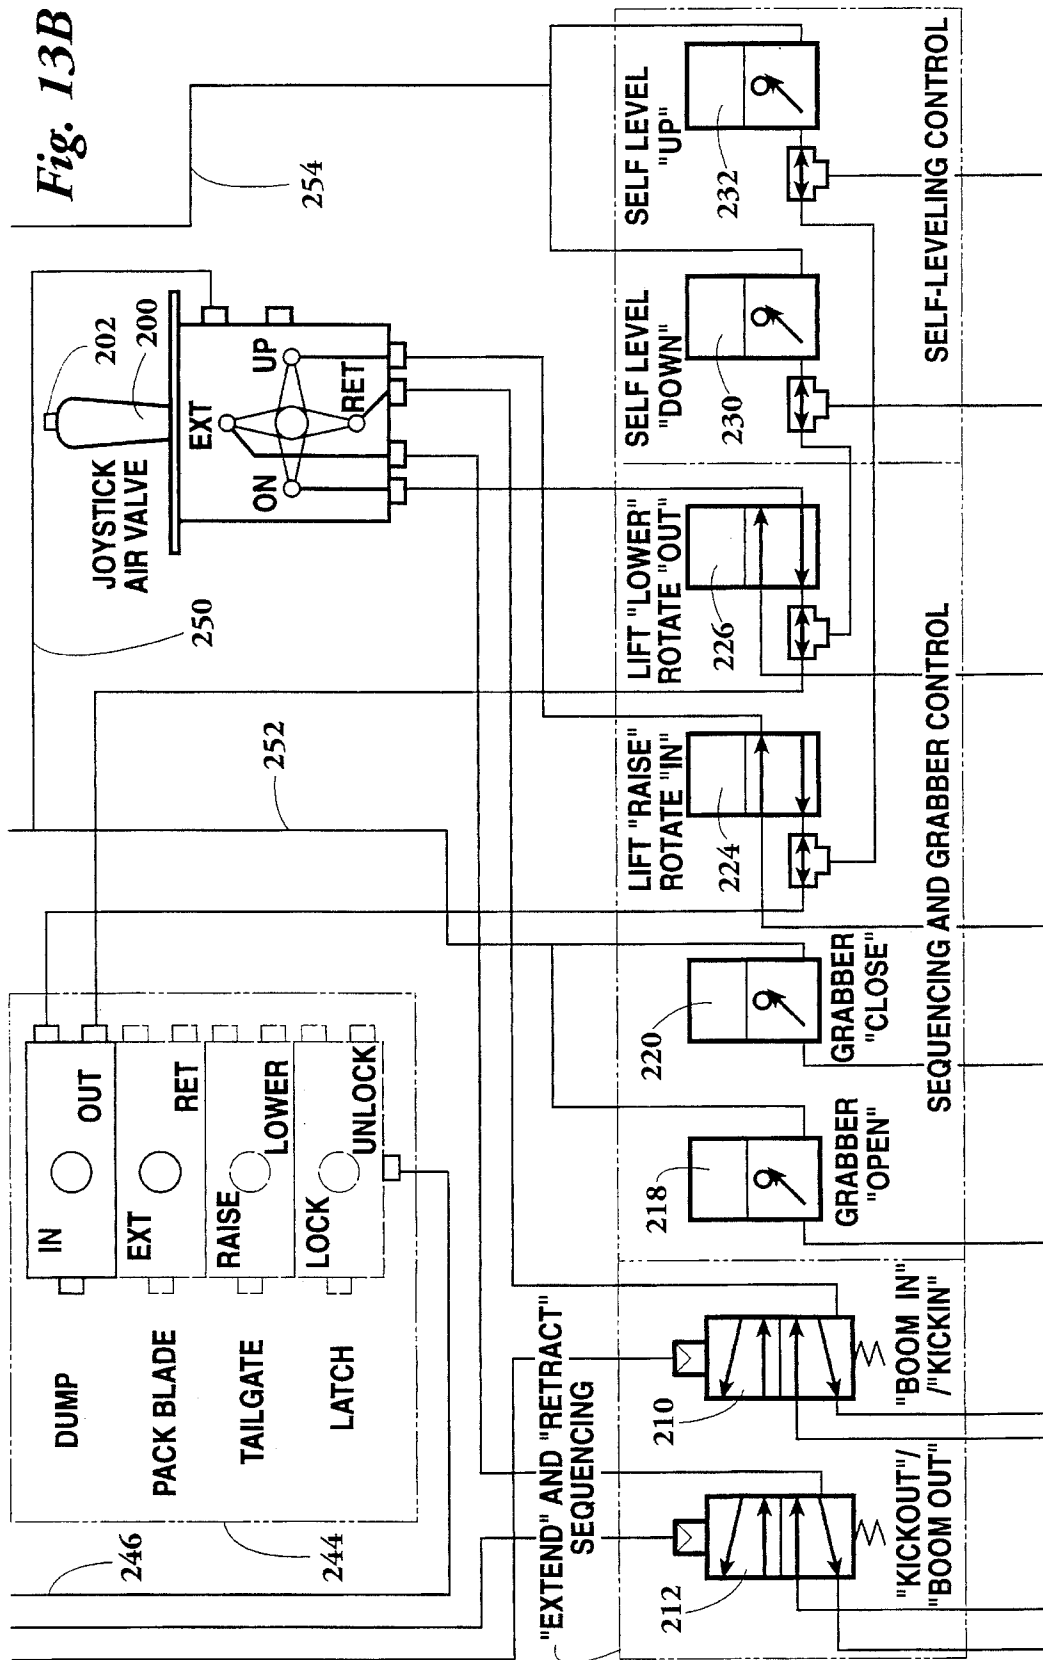 Fig. 13B
254
202
200
JOYSTICK
AIR VALVE
EXT
UP
ON
RET
250
252
IN
OUT
EXT
RET
RAISE
LOWER
LOCK
UNLOCK
DUMP
PACK BLADE
TAILGATE
LATCH
246
244
"EXTEND" AND "RETRACT"
SEQUENCING
212
"KICKOUT"/
"BOOM OUT"
210
"BOOM IN"
/"KICKIN"
218
GRABBER
"OPEN"
220
GRABBER
"CLOSE"
LIFT "RAISE"
ROTATE "IN"
224
LIFT "LOWER"
ROTATE "OUT"
226
SELF LEVEL
"DOWN"
230
SELF LEVEL
"UP"
232
SEQUENCING AND GRABBER CONTROL
SELF-LEVELING CONTROL